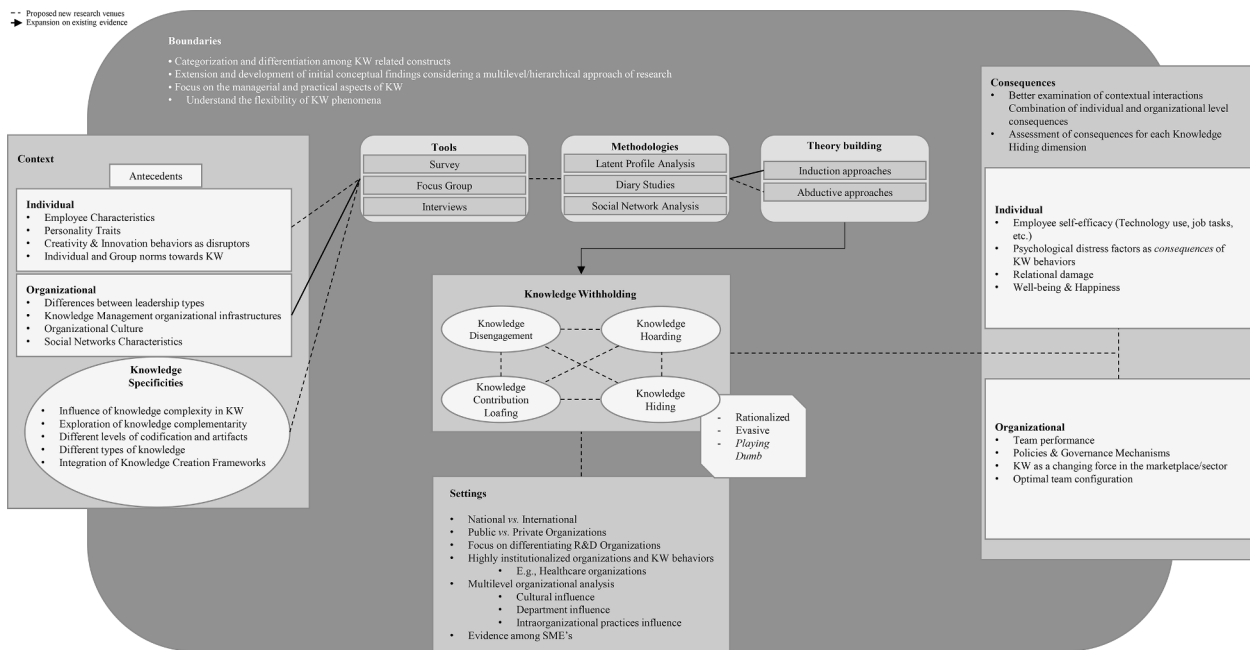 Proposed new research venues
Expansion on existing evidence
Boundaries
• Categorization and differentiation among KW related constructs
• Extension and development of initial conceptual findings considering a multilevel/hierarchical approach of research
• Focus on the managerial and practical aspects of KW
• Understand the flexibility of KW phenomena
Context
Antecedents
Individual
• Employee Characteristics
• Personality Traits
• Creativity & Innovation behaviors as disruptors
• Individual and Group norms towards KW
Organizational
• Differences between leadership types
• Knowledge Management organizational infrastructures
• Organizational Culture
• Social Networks Characteristics
Knowledge
Specificities
• Influence of knowledge complexity in KW
• Exploration of knowledge complementarity
• Different levels of codification and artifacts
• Different types of knowledge
• Integration of Knowledge Creation Frameworks
Tools
Survey
Focus Group
Interviews
Methodologies
Latent Profile Analysis
Diary Studies
Social Network Analysis
Theory building
Induction approaches
Abductive approaches
Knowledge Withholding
Knowledge
Disengagement
Knowledge
Hoarding
Knowledge
Contribution
Loafing
Knowledge
Hiding
- Rationalized
- Evasive
- Playing
Dumb
Settings
• National vs. International
• Public vs. Private Organizations
• Focus on differentiating R&D Organizations
• Highly institutionalized organizations and KW behaviors
• E.g., Healthcare organizations
• Multilevel organizational analysis
• Cultural influence
• Department influence
• Intraorganizational practices influence
• Evidence among SME's
Consequences
• Better examination of contextual interactions
Combination of individual and organizational level
consequences
• Assessment of consequences for each Knowledge
Hiding dimension
Individual
• Employee self-efficacy (Technology use, job tasks,
etc.)
• Psychological distress factors as consequences of
KW behaviors
• Relational damage
• Well-being & Happiness
Organizational
• Team performance
• Policies & Governance Mechanisms
• KW as a changing force in the marketplace/sector
• Optimal team configuration